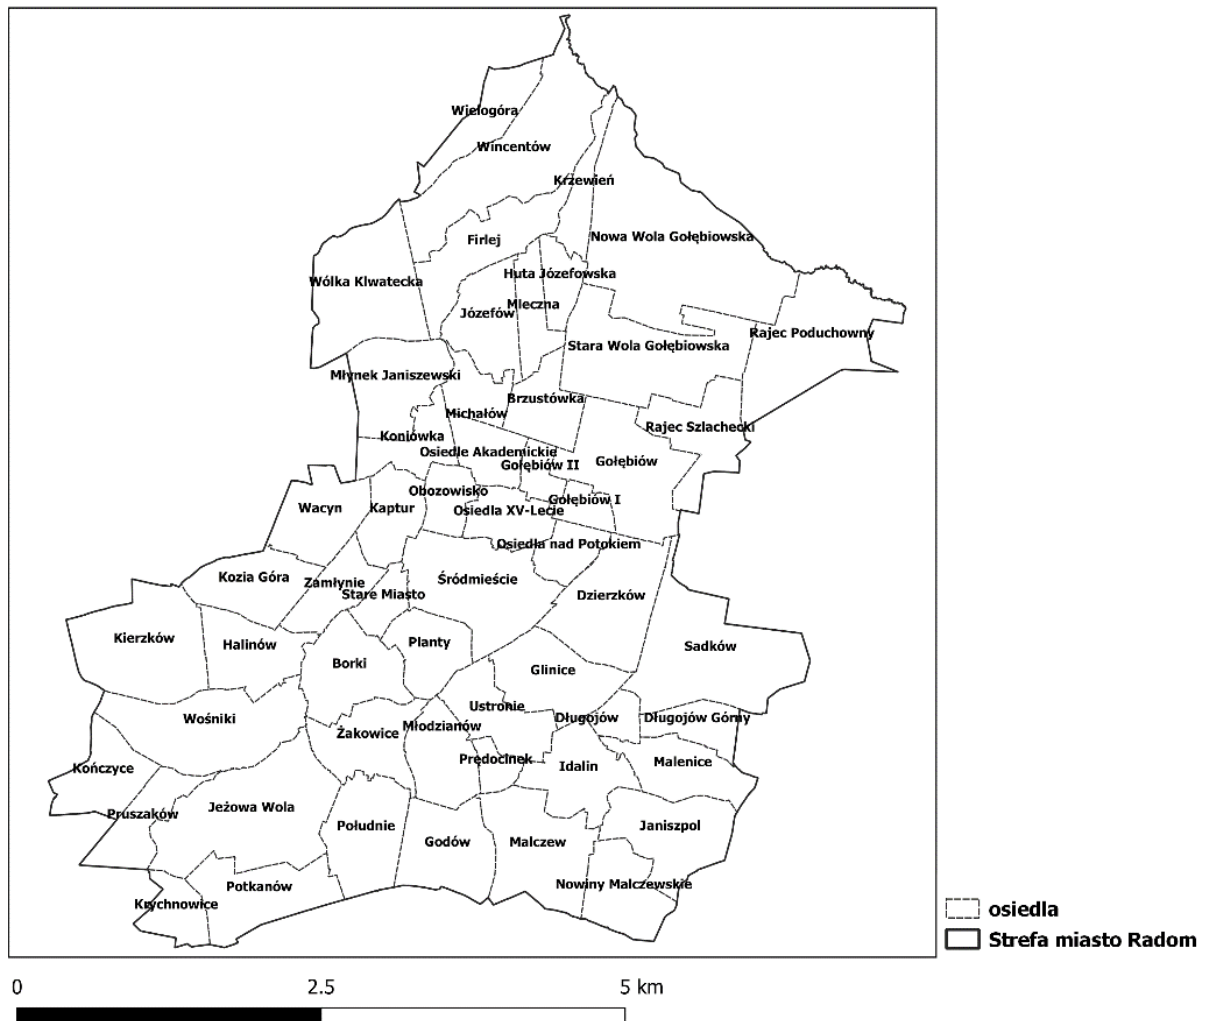 Wielogóra
Wincentów
Krzewień
Nowa Wola Gołębiowska
Firlej
Huta Józefowska
Wólka Klwatecka
Mleczna
Józefów
Rajec Poduchowny
Stara Wola Gołębiowska
Młynek Janiszewski
Brzustówka
Michałów
Rajec Szlachecki
Koniówka
Osiedle Akademickie
Gołębiów II
Gołębiów
Obozowisko
Gołębiów I
Wacyn
Kaptur
Osiedla XV-Lecie
Osiedla nad Potokiem
Kozia Góra
Zamłynie
Śródmieście
Stare Miasto
Dzierzków
Kierzków
Halinów
Planty
Sadków
Borki
Glinice
Ustronie
Wośniki
Długojów
Długojów Górny
Młodzianów
Żakowice
Prędocinek
Malenice
Idalin
Kończyce
Jeżowa Wola
Pruszaków
Południe
Janiszpol
Godów
Malczew
Nowiny Malczewskie
Potkanów
Krychnowice
osiedla
Strefa miasto Radom
0 2.5 5 km